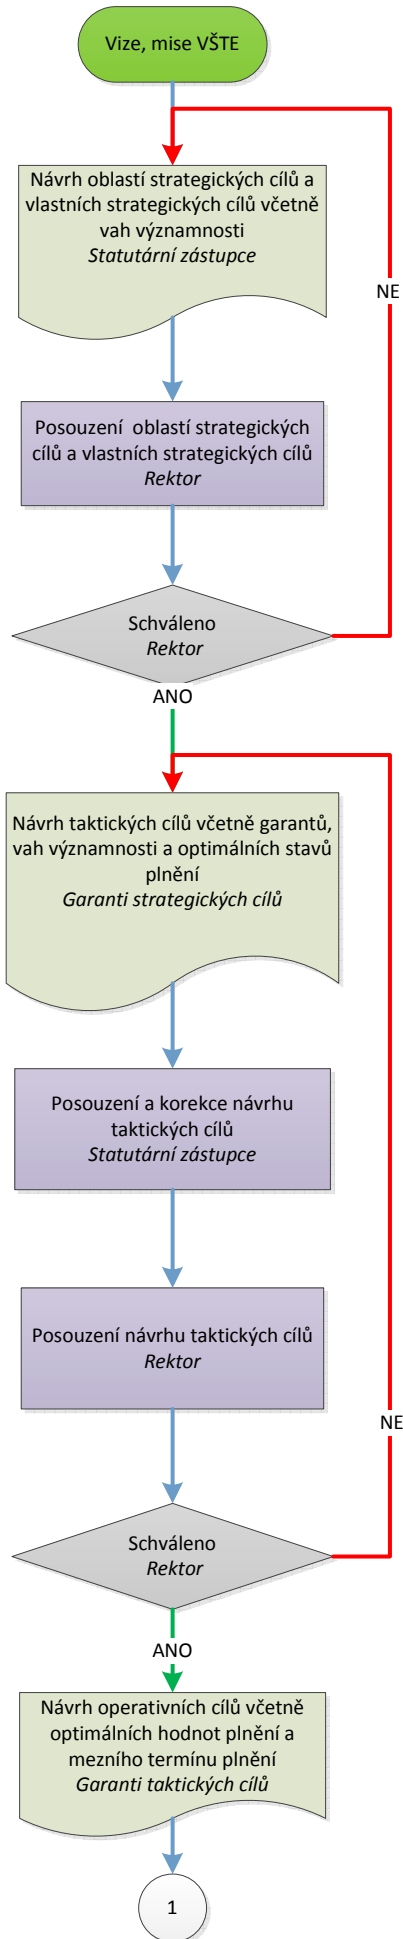 Vize, mise VŠTE
Návrh oblastí strategických cílů a
vlastních strategických cílů včetně
vah významnosti
Statutární zástupce
NE
Posouzení oblastí strategických
cílů a vlastních strategických cílů
Rektor
Schváleno
Rektor
ANO
Návrh taktických cílů včetně garantů,
vah významnosti a optimálních stavů
plnění
Garanti strategických cílů
Posouzení a korekce návrhu
taktických cílů
Statutární zástupce
Posouzení návrhu taktických cílů
Rektor
NE
Schváleno
Rektor
ANO
Návrh operativních cílů včetně
optimálních hodnot plnění a
mezního termínu plnění
Garanti taktických cílů
1